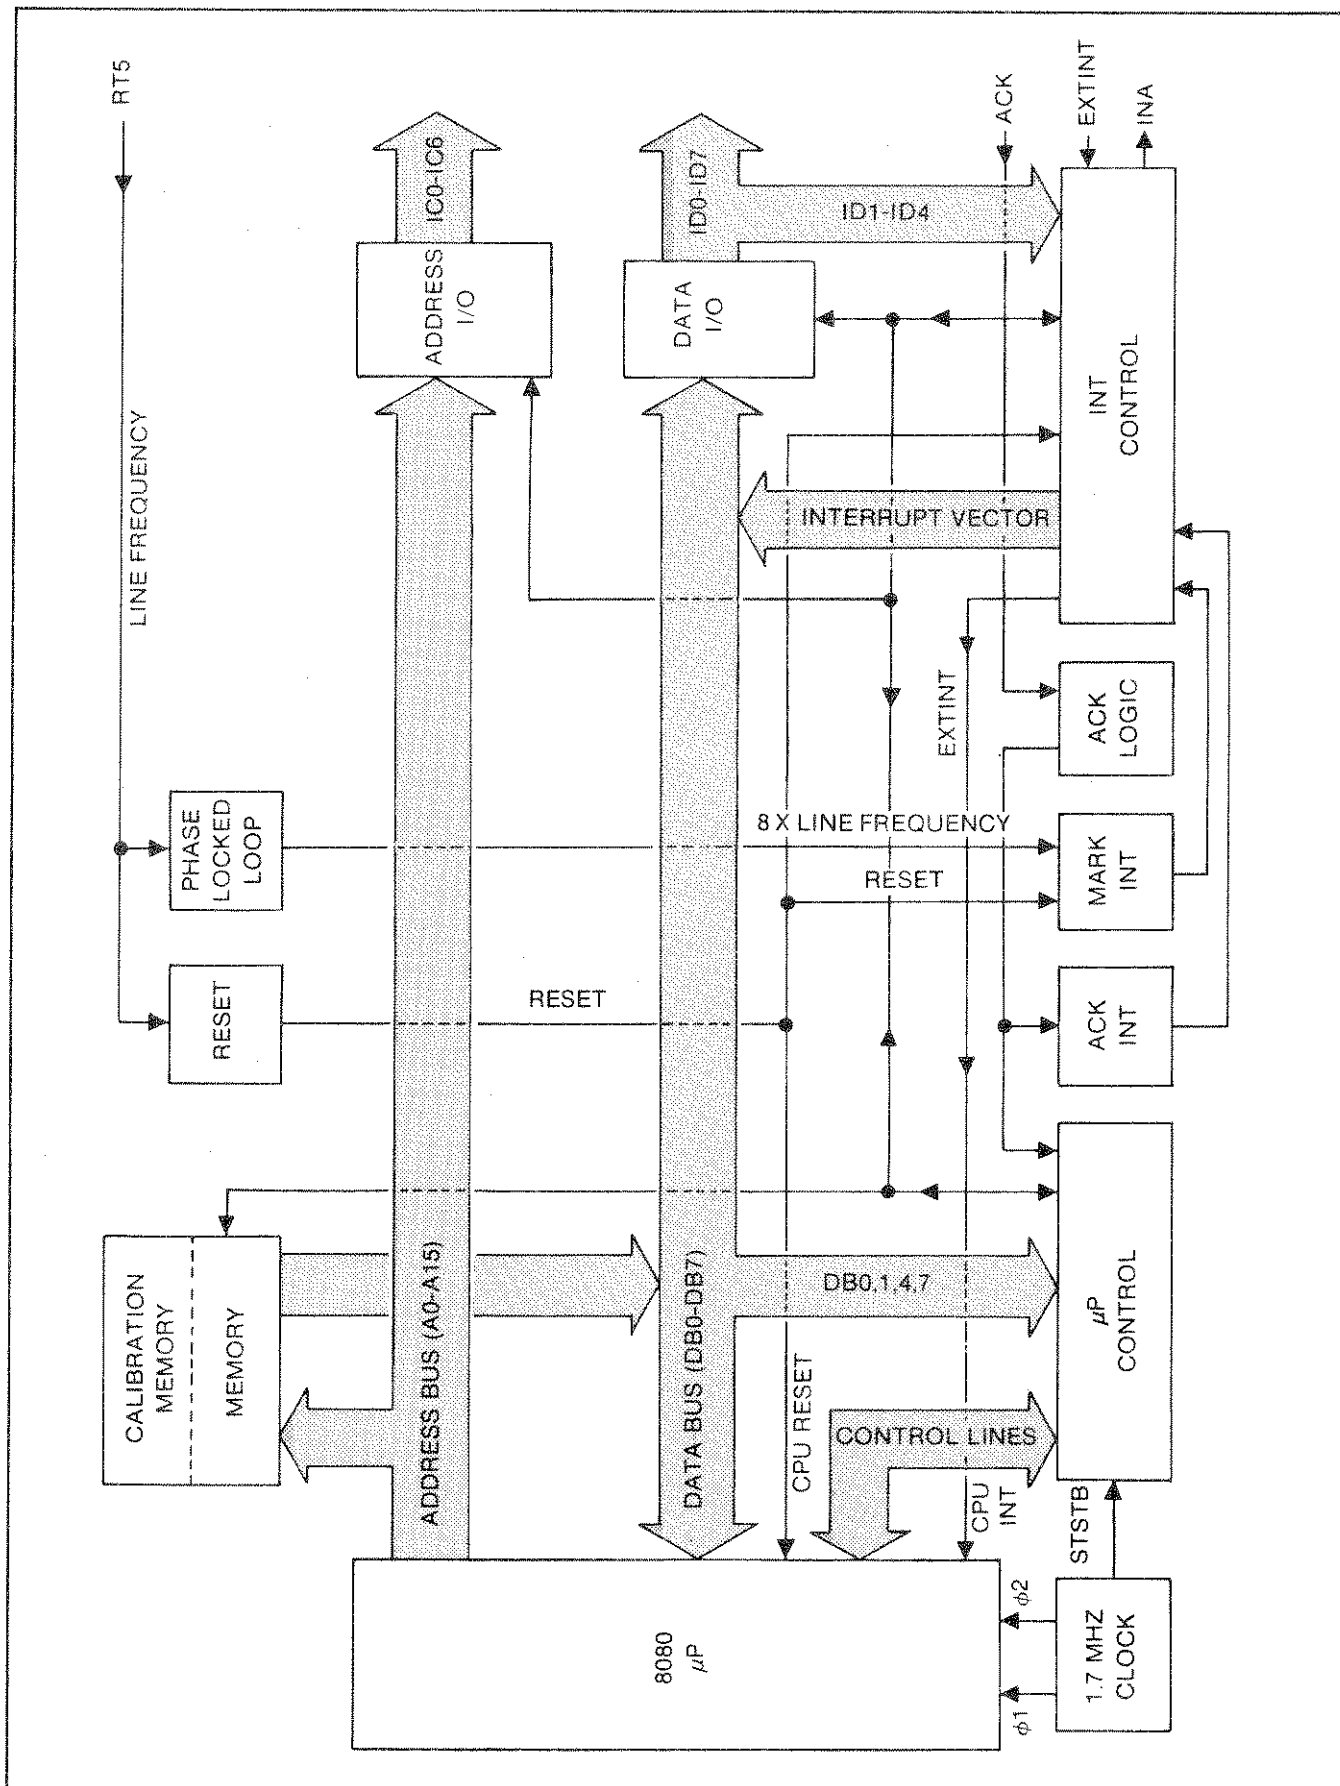 RT5
LINE FREQUENCY
PHASE
LOCKED
LOOP
RESET
CALIBRATION
MEMORY
MEMORY
IC0-IC6
ADDRESS
I/O
ADDRESS BUS (A0-A15)
ID0-ID7
ID1-ID4
DATA
I/O
DATA BUS (DB0-DB7)
RESET
INTERRUPT VECTOR
8 X LINE FREQUENCY
RESET
EXTINT
DB0,1,4,7
CONTROL LINES
CPU RESET
CPU
INT
ACK
EXTINT
INA
INT
CONTROL
ACK
LOGIC
MARK
INT
ACK
INT
µP
CONTROL
STSTB
1.7 MHZ
CLOCK
ϕ1
ϕ2
8080
µP